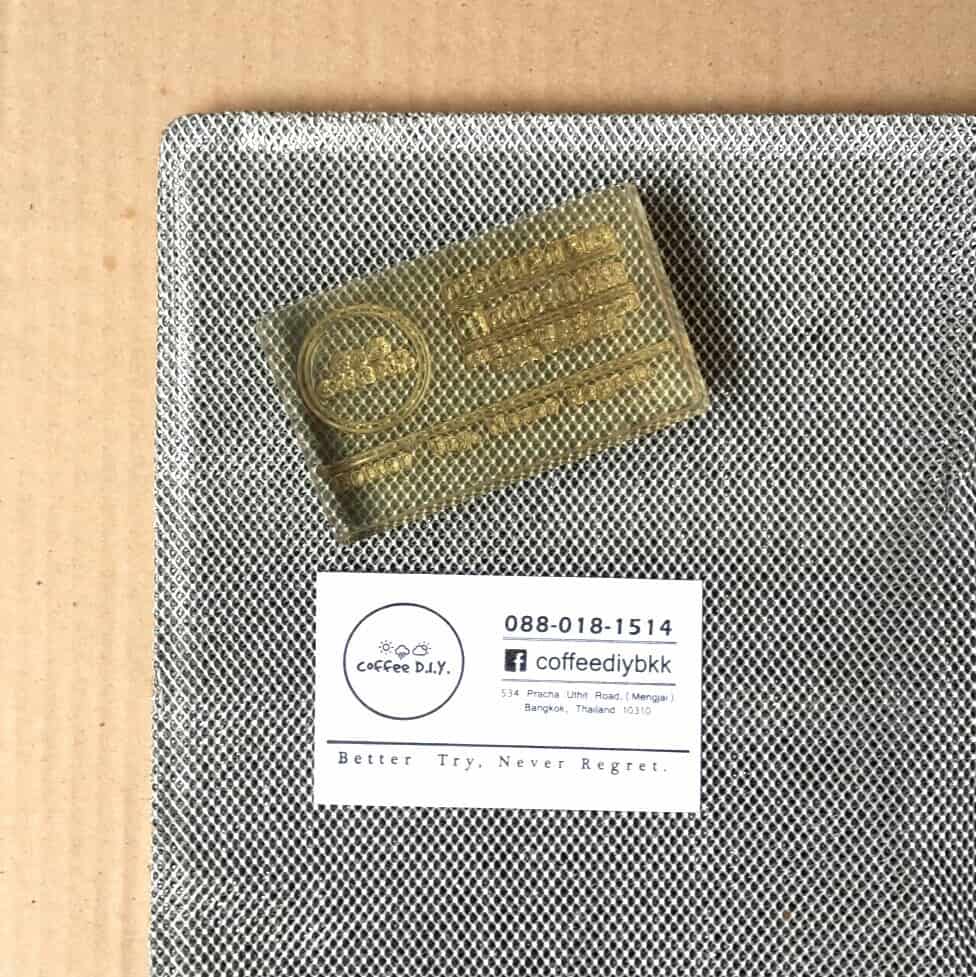 coffee D.I.Y.
088-018-1514
coffeediybkk
534 Pracha Uthit Road, (Mengjai)
Bangkok, Thailand 10310
Better Try, Never Regret.